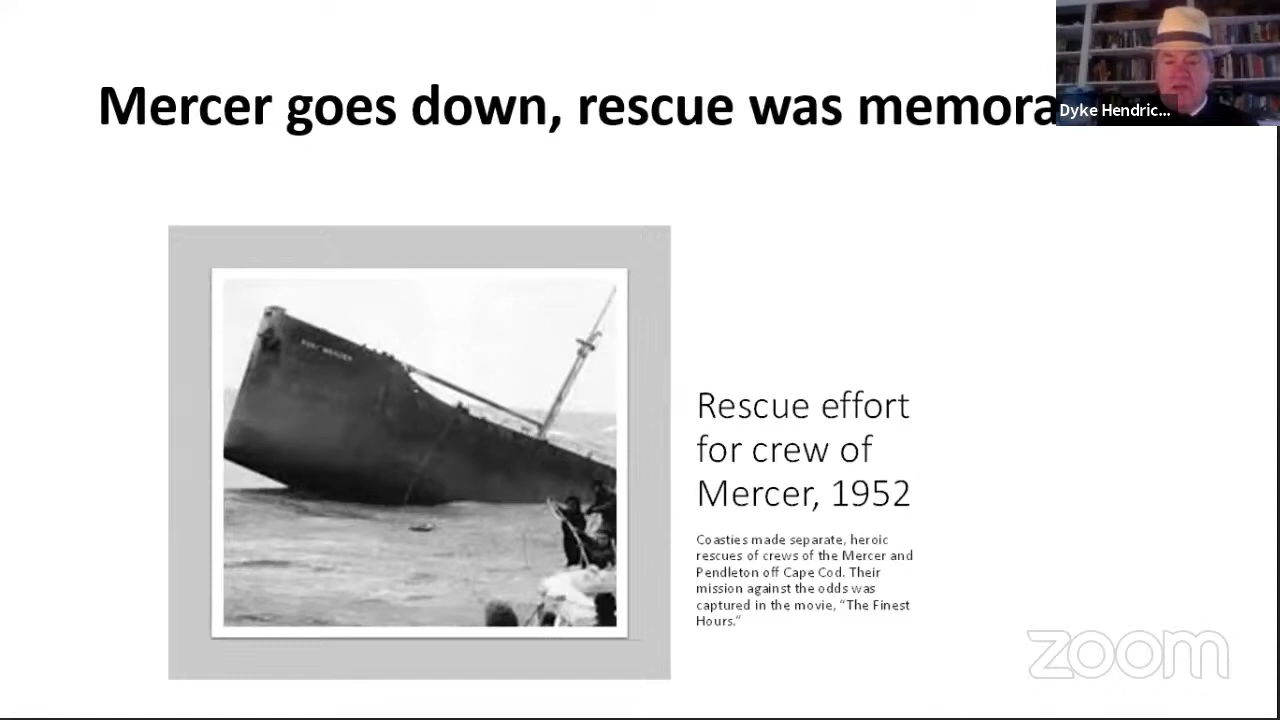 Mercer goes down, rescue was memora
Dyke Hendric...
FORT MERCER
Rescue effort
for crew of
Mercer, 1952
Coasties made separate, heroic
rescues of crews of the Mercer and
Pendleton off Cape Cod. Their
mission against the odds was
captured in the movie, “The Finest
Hours.”
zoom